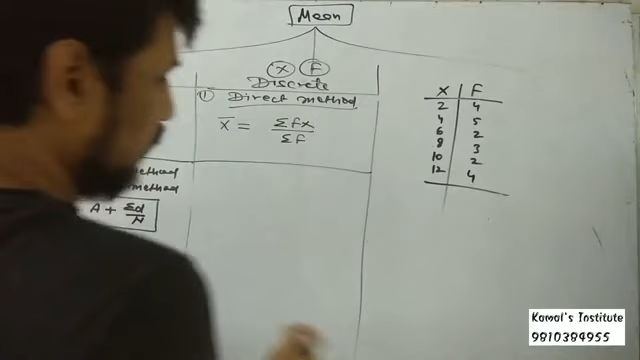 Mean
X F
Discrete
① Direct method
X̄ = Σfx / Σf
method
A + Σd / N
X F
2 4
4 5
6 2
8 3
10 2
12 4
Kamal's Institute
9810384955